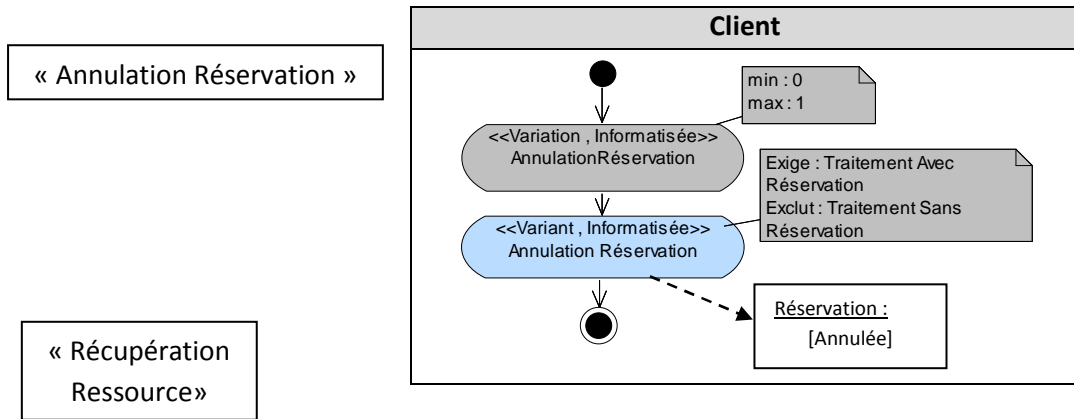 Client
« Annulation Réservation »
min : 0
max : 1
<<Variation , Informatisée>>
AnnulationRéservation
Exige : Traitement Avec
Réservation
Exclut : Traitement Sans
Réservation
<<Variant , Informatisée>>
Annulation Réservation
Réservation :
[Annulée]
« Récupération
Ressource»